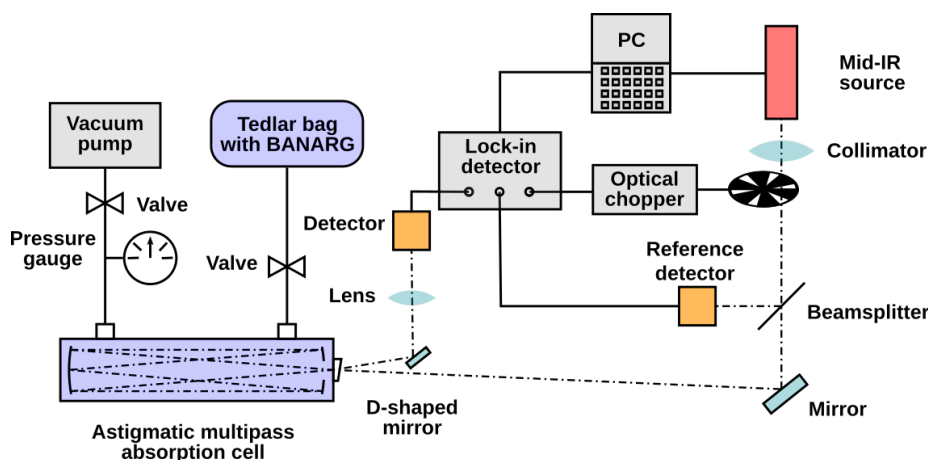 PC
Mid-IR
source
Vacuum
pump
Tedlar bag
with BANARG
Lock-in
detector
Collimator
Optical
chopper
Valve
Detector
Pressure
gauge
Valve
Reference
detector
Lens
Beamsplitter
D-shaped
mirror
Mirror
Astigmatic multipass
absorption cell